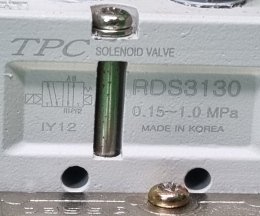 TPC SOLENOID VALVE
RDS3130
0.15~1.0 MPa
IY12 MADE IN KOREA